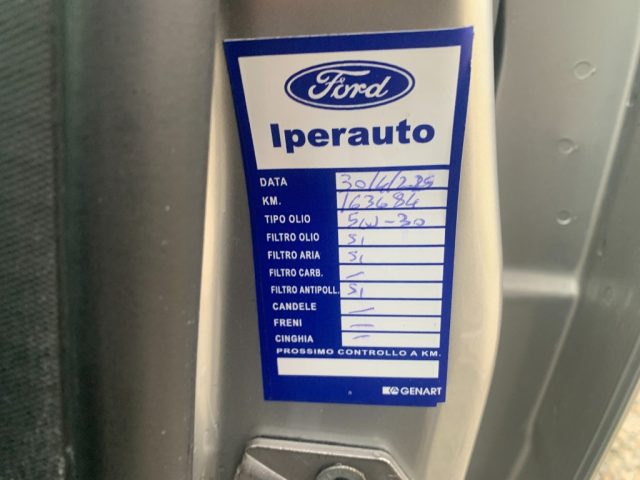 Ford
Iperauto
DATA 30/4/225
KM. 163684
TIPO OLIO 5W-30
FILTRO OLIO SI
FILTRO ARIA SI
FILTRO CARB. –
FILTRO ANTIPOLL. SI
CANDELE –
FRENI –
CINGHIA –
PROSSIMO CONTROLLO A KM.
GENART